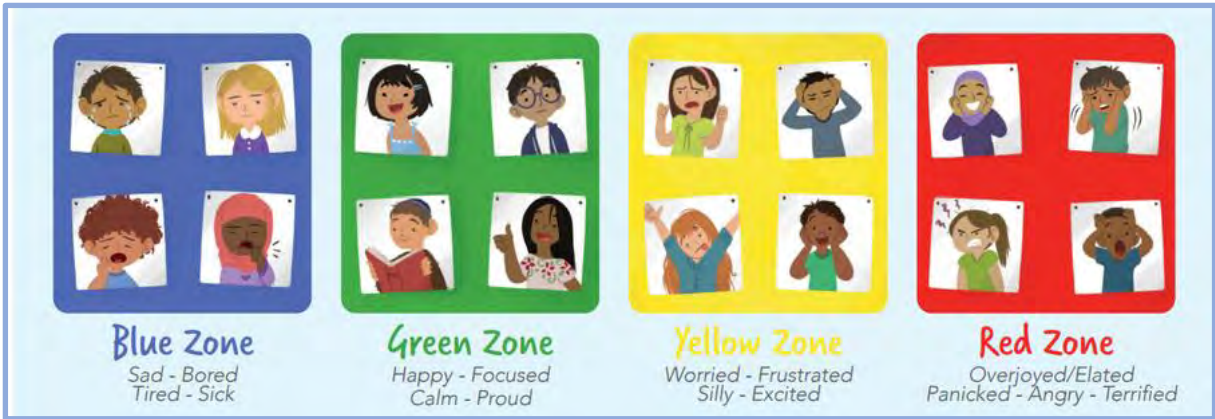 Blue Zone
Sad - Bored
Tired - Sick
Green Zone
Happy - Focused
Calm - Proud
Yellow Zone
Worried - Frustrated
Silly - Excited
Red Zone
Overjoyed/Elated
Panicked - Angry - Terrified